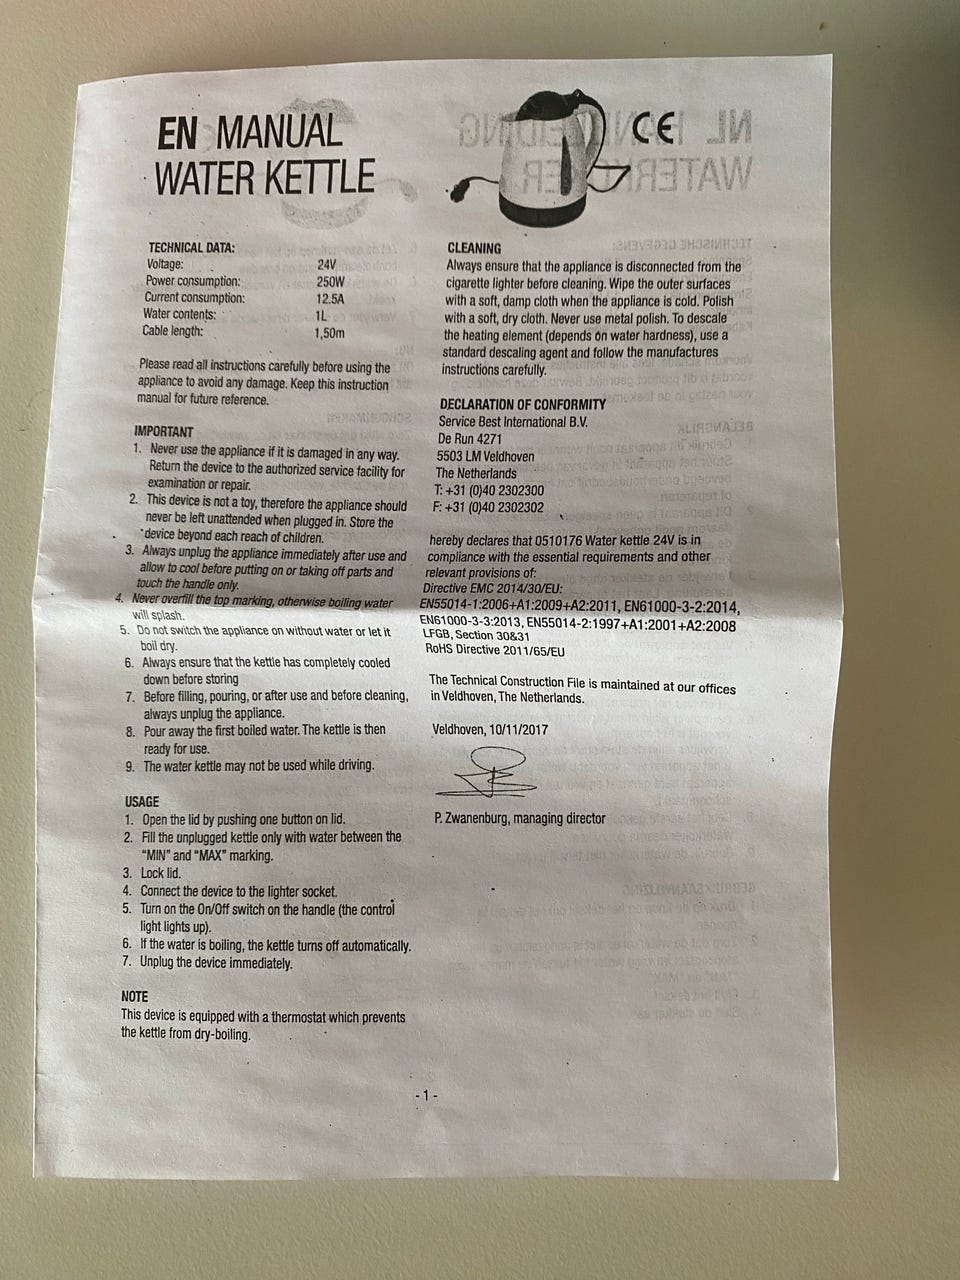 EN MANUAL
WATER KETTLE
CE
TECHNICAL DATA:
Voltage: 24V
Power consumption: 250W
Current consumption: 12.5A
Water contents: 1L
Cable length: 1,50m
Please read all instructions carefully before using the
appliance to avoid any damage. Keep this instruction
manual for future reference.
IMPORTANT
1. Never use the appliance if it is damaged in any way.
Return the device to the authorized service facility for
examination or repair.
2. This device is not a toy, therefore the appliance should
never be left unattended when plugged in. Store the
device beyond each reach of children.
3. Always unplug the appliance immediately after use and
allow to cool before putting on or taking off parts and
touch the handle only.
4. Never overfill the top marking, otherwise boiling water
will splash.
5. Do not switch the appliance on without water or let it
boil dry.
6. Always ensure that the kettle has completely cooled
down before storing
7. Before filling, pouring, or after use and before cleaning,
always unplug the appliance.
8. Pour away the first boiled water. The kettle is then
ready for use.
9. The water kettle may not be used while driving.
USAGE
1. Open the lid by pushing one button on lid.
2. Fill the unplugged kettle only with water between the
“MIN” and “MAX” marking.
3. Lock lid.
4. Connect the device to the lighter socket.
5. Turn on the On/Off switch on the handle (the control
light lights up).
6. If the water is boiling, the kettle turns off automatically.
7. Unplug the device immediately.
NOTE
This device is equipped with a thermostat which prevents
the kettle from dry-boiling.
CLEANING
Always ensure that the appliance is disconnected from the
cigarette lighter before cleaning. Wipe the outer surfaces
with a soft, damp cloth when the appliance is cold. Polish
with a soft, dry cloth. Never use metal polish. To descale
the heating element (depends on water hardness), use a
standard descaling agent and follow the manufactures
instructions carefully.
DECLARATION OF CONFORMITY
Service Best International B.V.
De Run 4271
5503 LM Veldhoven
The Netherlands
T: +31 (0)40 2302300
F: +31 (0)40 2302302
hereby declares that 0510176 Water kettle 24V is in
compliance with the essential requirements and other
relevant provisions of:
Directive EMC 2014/30/EU:
EN55014-1:2006+A1:2009+A2:2011, EN61000-3-2:2014,
EN61000-3-3:2013, EN55014-2:1997+A1:2001+A2:2008
LFGB, Section 30&31
RoHS Directive 2011/65/EU
The Technical Construction File is maintained at our offices
in Veldhoven, The Netherlands.
Veldhoven, 10/11/2017
P. Zwanenburg, managing director
- 1 -